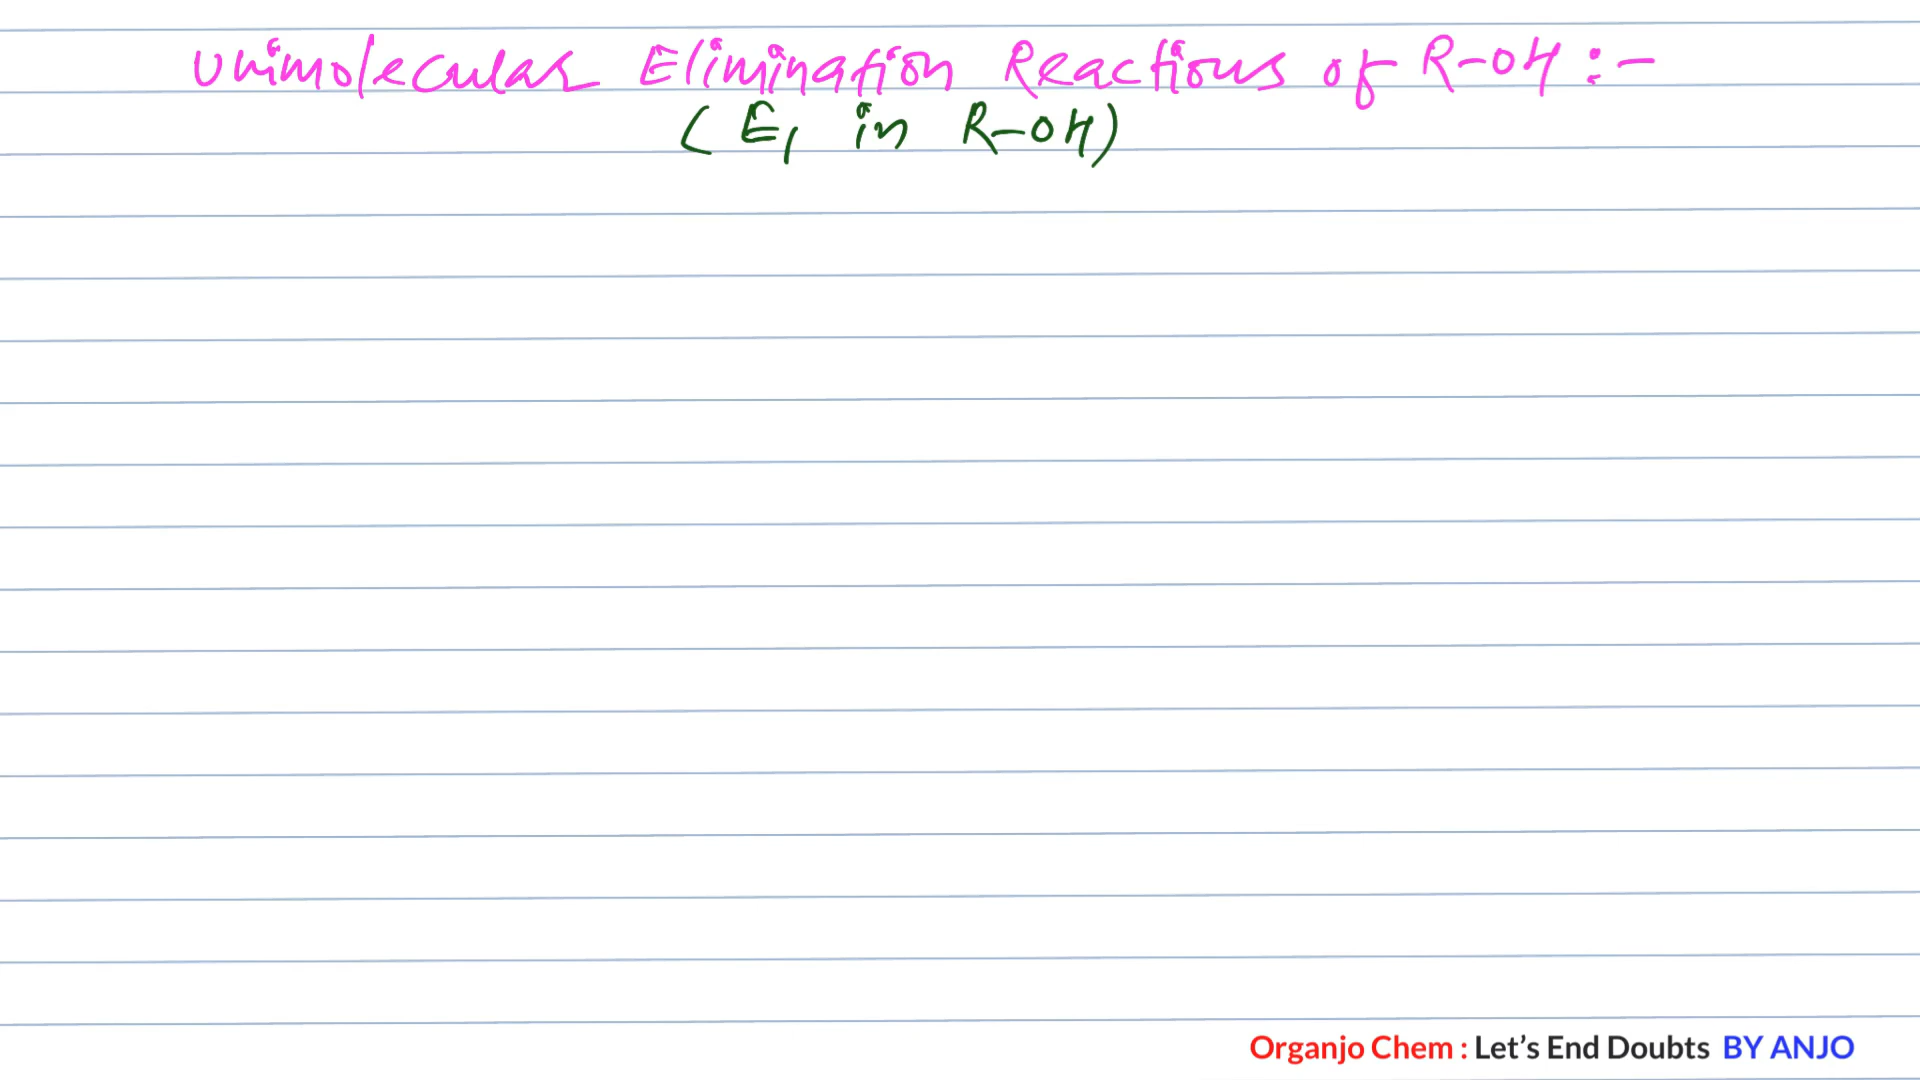 Unimolecular Elimination Reactions of R-OH :-
(E1 in R-OH)
Organjo Chem : Let's End Doubts BY ANJO